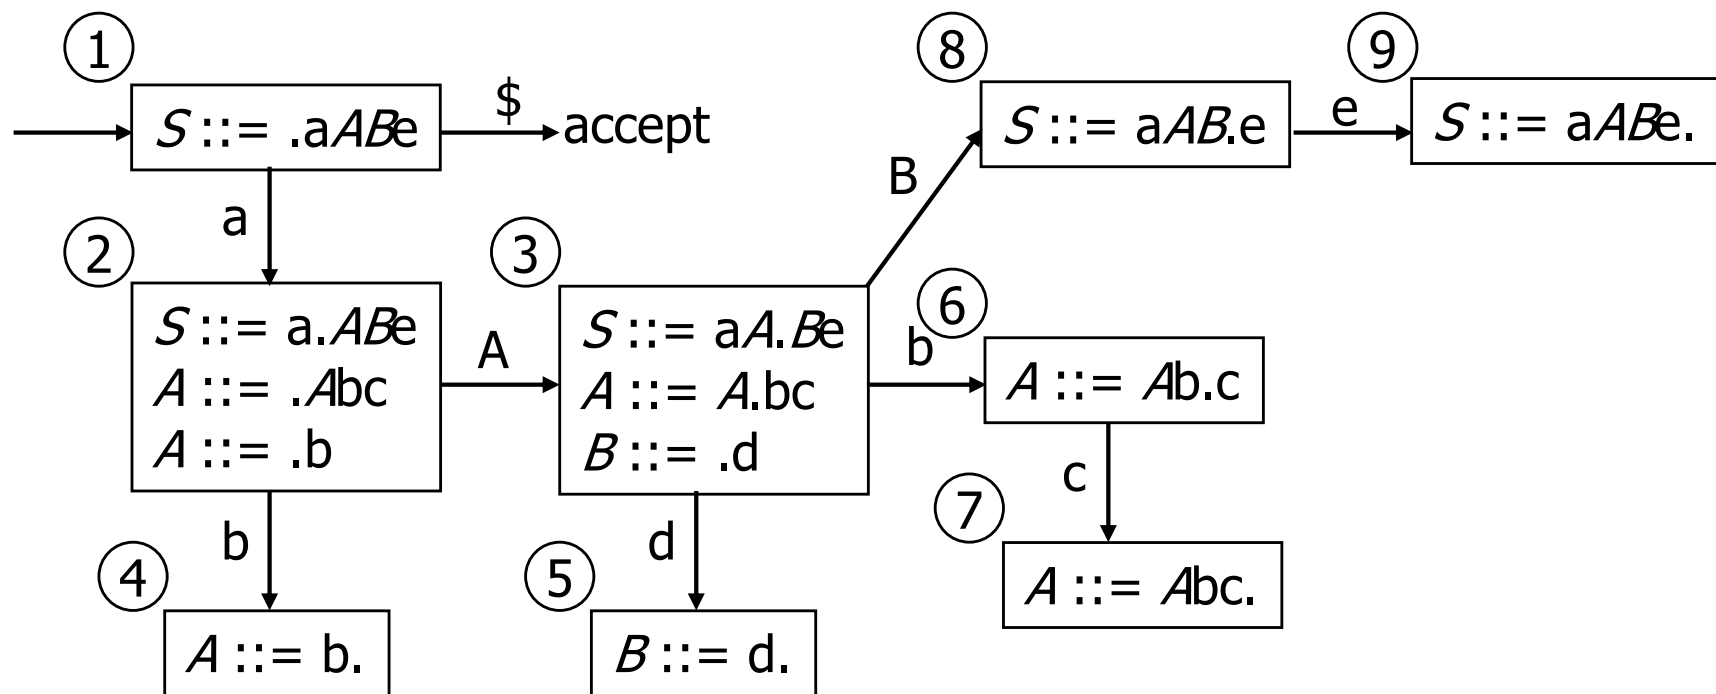 1
S ::= .aABe
$
accept
a
2
S ::= a.ABe
A ::= .Abc
A ::= .b
A
3
S ::= aA.Be
A ::= A.bc
B ::= .d
B
8
S ::= aAB.e
e
9
S ::= aABe.
b
6
A ::= Ab.c
c
7
A ::= Abc.
b
4
A ::= b.
d
5
B ::= d.